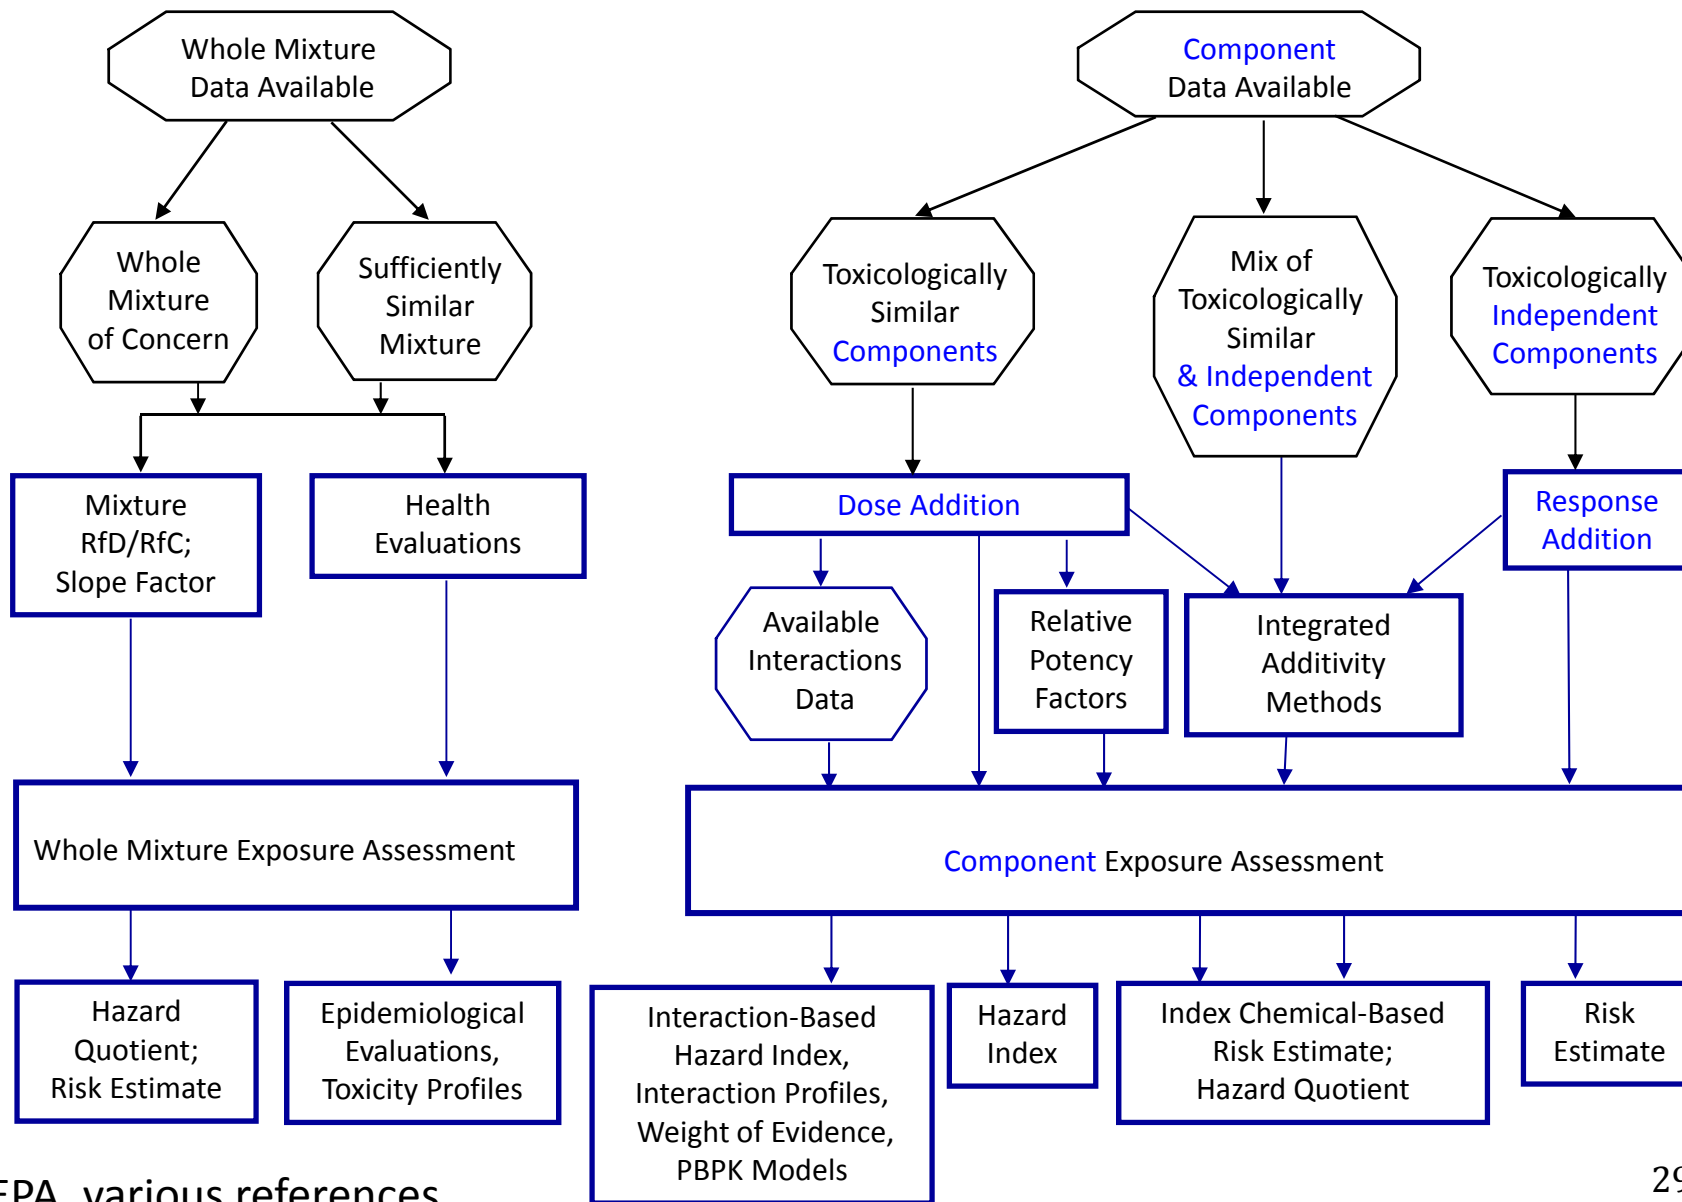 Whole Mixture
Data Available
Component
Data Available
Whole
Mixture
of Concern
Sufficiently
Similar
Mixture
Toxicologically
Similar
Components
Mix of
Toxicologically
Similar
& Independent
Components
Toxicologically
Independent
Components
Mixture
RfD/RfC;
Slope Factor
Health
Evaluations
Dose Addition
Response
Addition
Available
Interactions
Data
Relative
Potency
Factors
Integrated
Additivity
Methods
Whole Mixture Exposure Assessment
Component Exposure Assessment
Hazard
Quotient;
Risk Estimate
Epidemiological
Evaluations,
Toxicity Profiles
Interaction-Based
Hazard Index,
Interaction Profiles,
Weight of Evidence,
PBPK Models
Hazard
Index
Index Chemical-Based
Risk Estimate;
Hazard Quotient
Risk
Estimate
EPA, various references
29